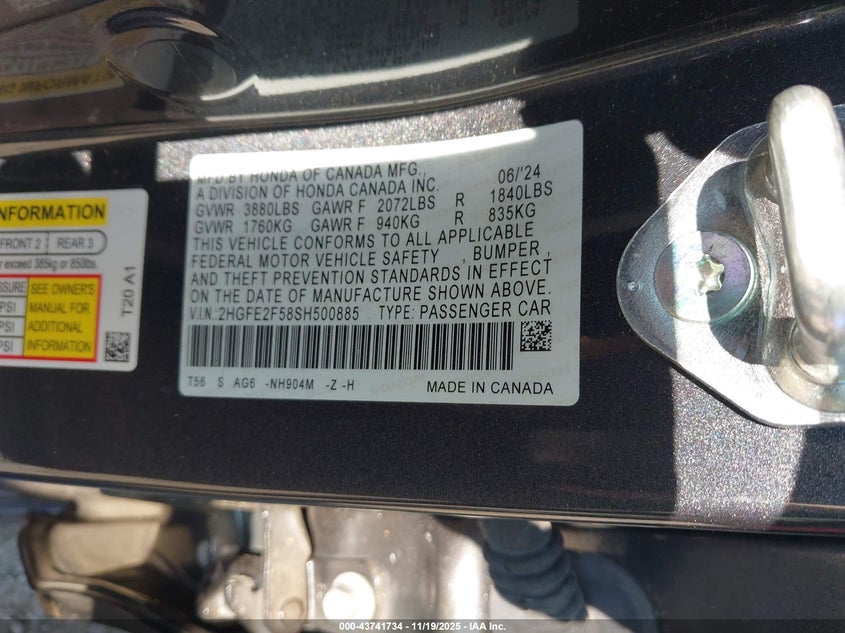 INFORMATION
FRONT 2 REAR 3
exceed 385kg or 850lbs.
SEE OWNER'S
PSI MANUAL FOR
PSI ADDITIONAL
PSI INFORMATION
T20 A1
MFD BY HONDA OF CANADA MFG., 06/'24
A DIVISION OF HONDA CANADA INC.
GVWR 3880LBS GAWR F 2072LBS R 1840LBS
GVWR 1760KG GAWR F 940KG R 835KG
THIS VEHICLE CONFORMS TO ALL APPLICABLE
FEDERAL MOTOR VEHICLE SAFETY , BUMPER ,
AND THEFT PREVENTION STANDARDS IN EFFECT
ON THE DATE OF MANUFACTURE SHOWN ABOVE.
V.I.N.:2HGFE2F58SH500885 TYPE: PASSENGER CAR
T56 S AG6 -NH904M -Z -H MADE IN CANADA
000-43741734 — 11/19/2025 — IAA Inc.